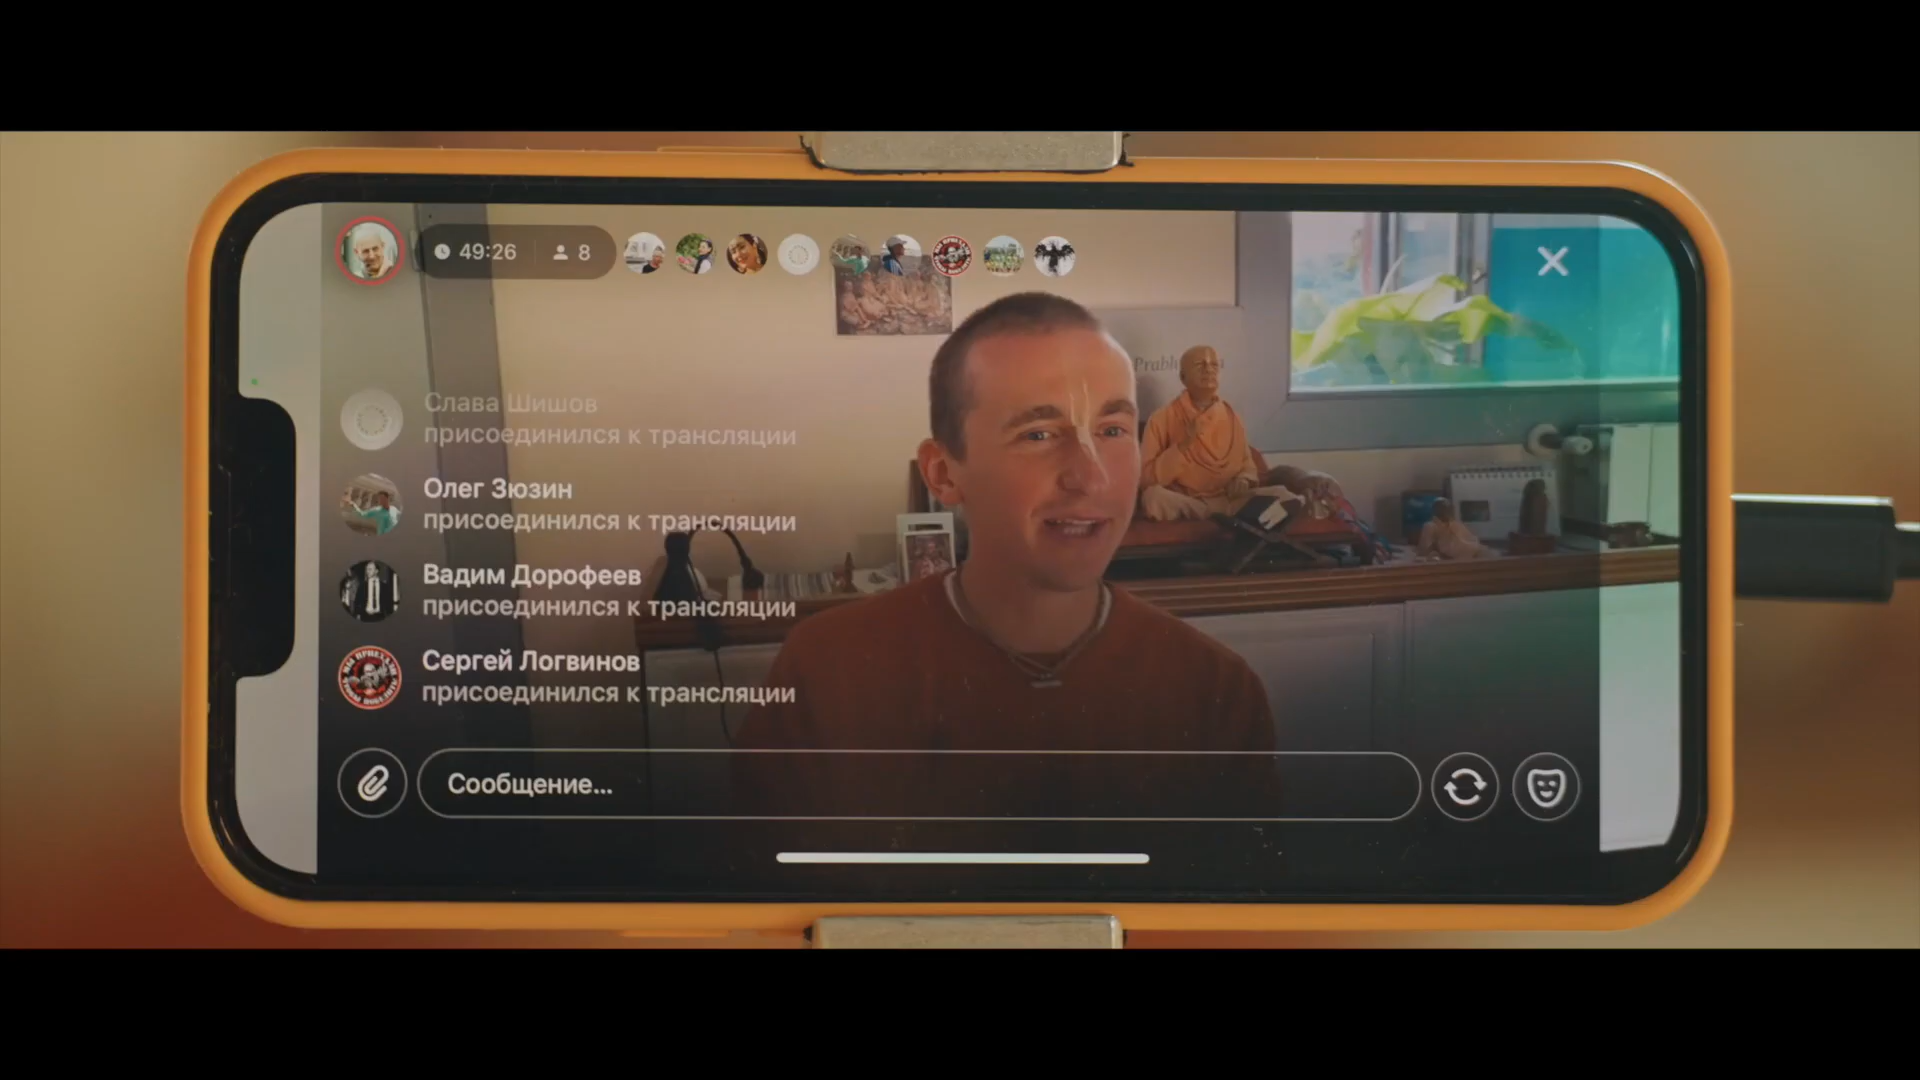 49:26
8
Слава Шишов
присоединился к трансляции
Олег Зюзин
присоединился к трансляции
Вадим Дорофеев
присоединился к трансляции
Сергей Логвинов
присоединился к трансляции
Сообщение...